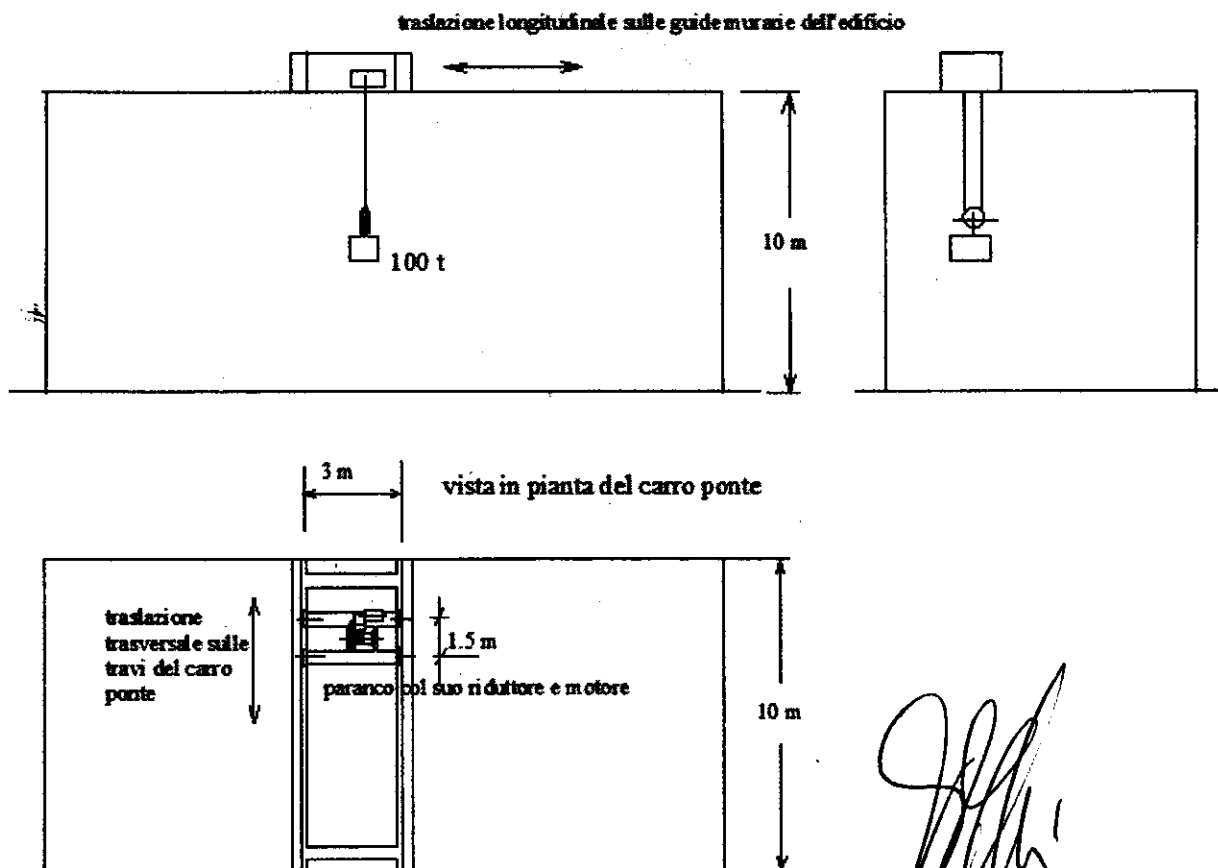 traslazione longitudinale sulle guide murarie dell'edificio
10 m
100 t
3 m
vista in pianta del carro ponte
traslazione
trasversale sulle
travi del carro
ponte
1.5 m
paranco col suo riduttore e motore
10 m